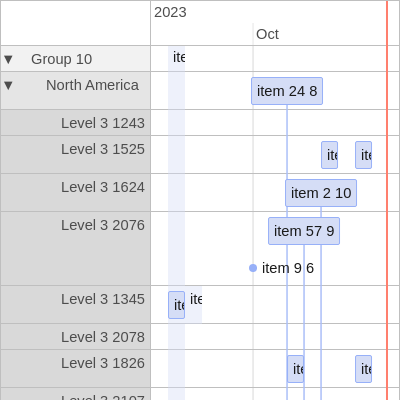 2023
Oct
▼ Group 10
ite
▼ North America
item 24 8
Level 3 1243
Level 3 1525
ite ite
Level 3 1624
item 2 10
Level 3 2076
item 57 9
item 9 6
Level 3 1345
ite ite
Level 3 2078
Level 3 1826
ite ite
Level 3 2107